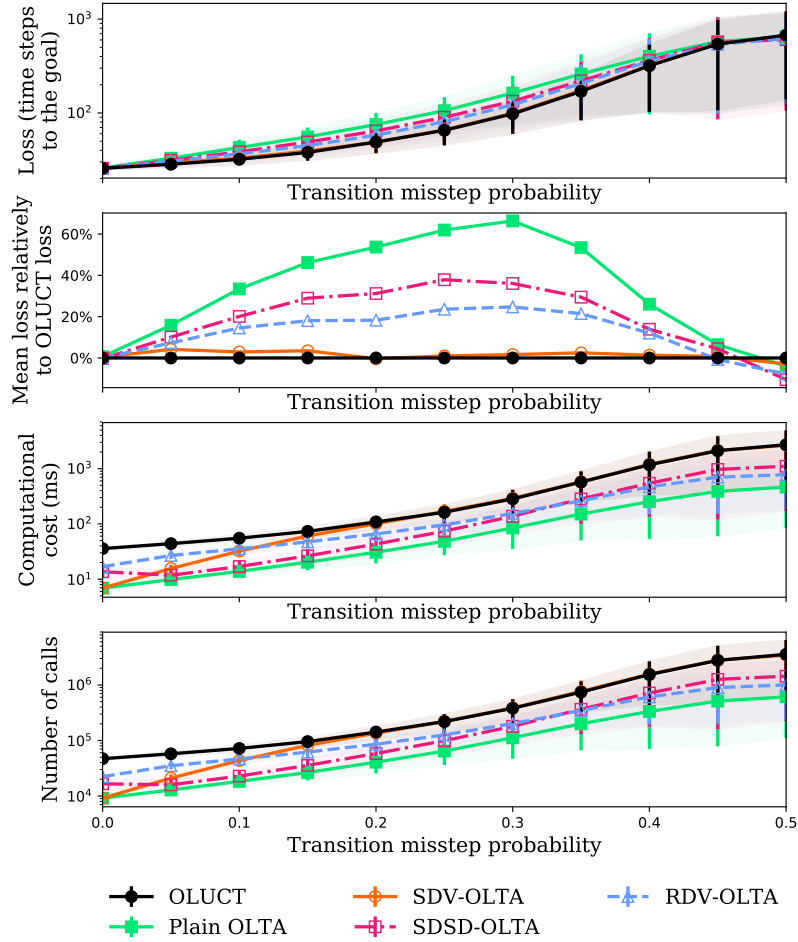 Loss (time steps
to the goal)
10³
10²
Transition misstep probability
Mean loss relatively
to OLUCT loss
60%
40%
20%
0%
Transition misstep probability
Computational
cost (ms)
10³
10²
10¹
Transition misstep probability
Number of calls
10⁶
10⁵
10⁴
0.0 0.1 0.2 0.3 0.4 0.5
Transition misstep probability
OLUCT SDV-OLTA RDV-OLTA
Plain OLTA SDSD-OLTA